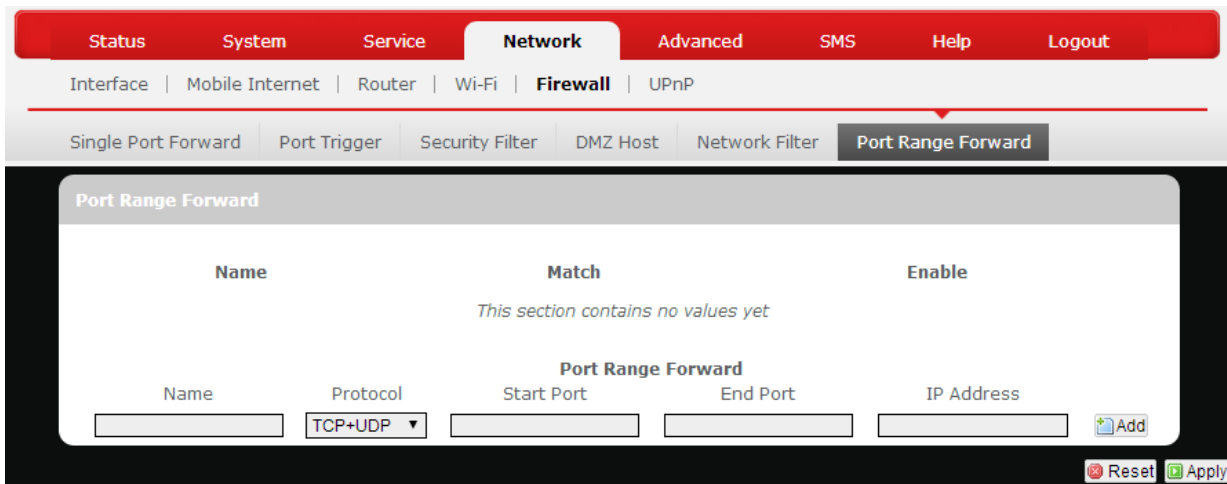 Status System Service Network Advanced SMS Help Logout
Interface | Mobile Internet | Router | Wi-Fi | Firewall | UPnP
Single Port Forward Port Trigger Security Filter DMZ Host Network Filter Port Range Forward
Port Range Forward
Name Match Enable
This section contains no values yet
Port Range Forward
Name Protocol Start Port End Port IP Address
TCP+UDP Add
Reset Apply